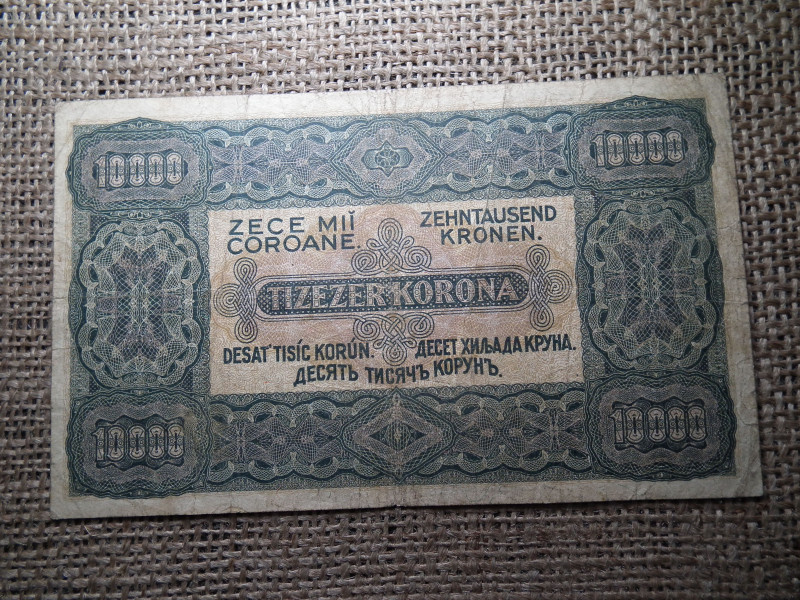 10000
10000
ZECE MII
COROANE.
ZEHNTAUSEND
KRONEN.
TIZEZER KORONA
DESAŤ TISÍC KORÚN.
ДЕСЕТ ХИЉАДА КРУНА.
ДЕСЯТЬ ТИСЯЧЪ КОРУНЪ.
10000
10000